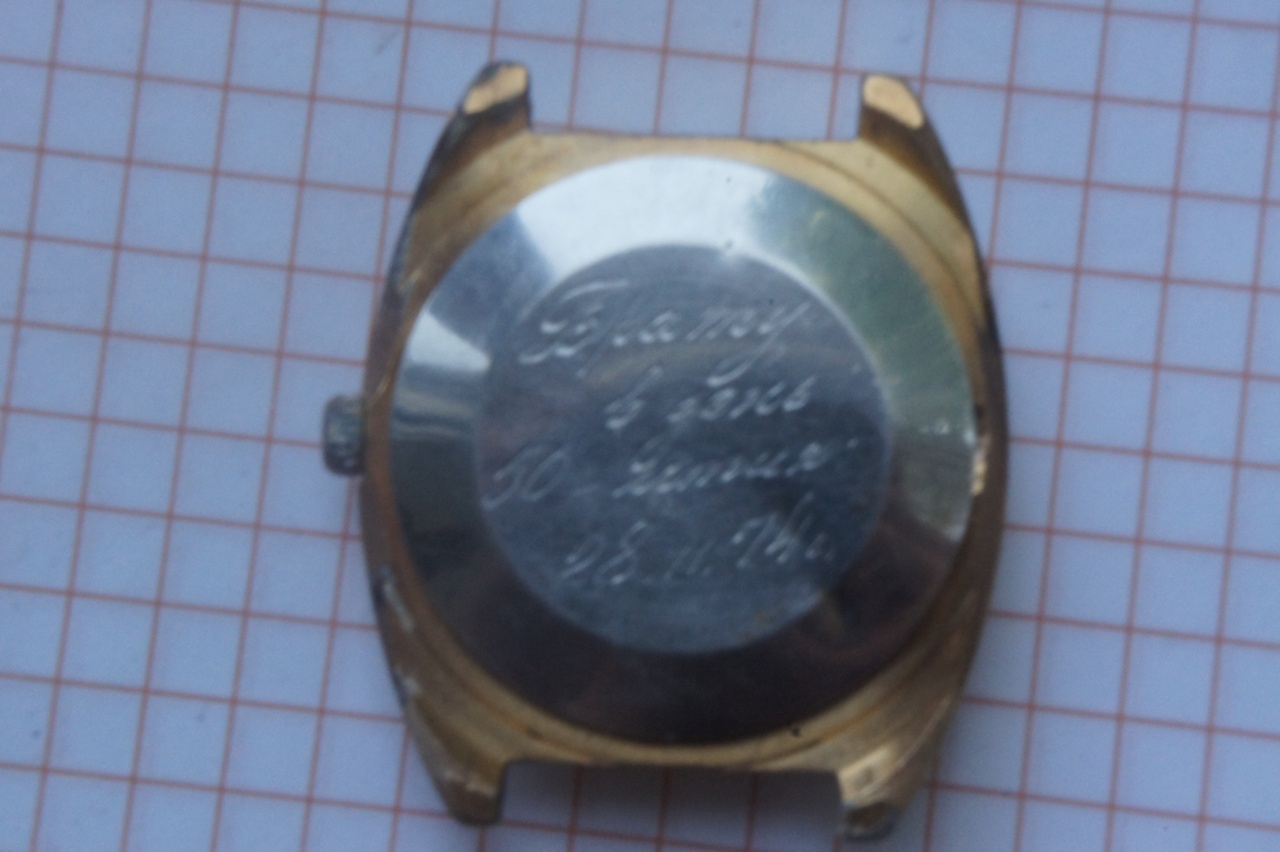 Брату
в день
50-летия
28.11.74г.